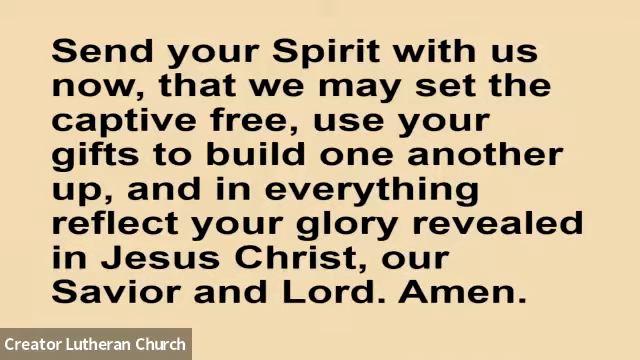 Send your Spirit with us
now, that we may set the
captive free, use your
gifts to build one another
up, and in everything
reflect your glory revealed
in Jesus Christ, our
Savior and Lord. Amen.
Creator Lutheran Church